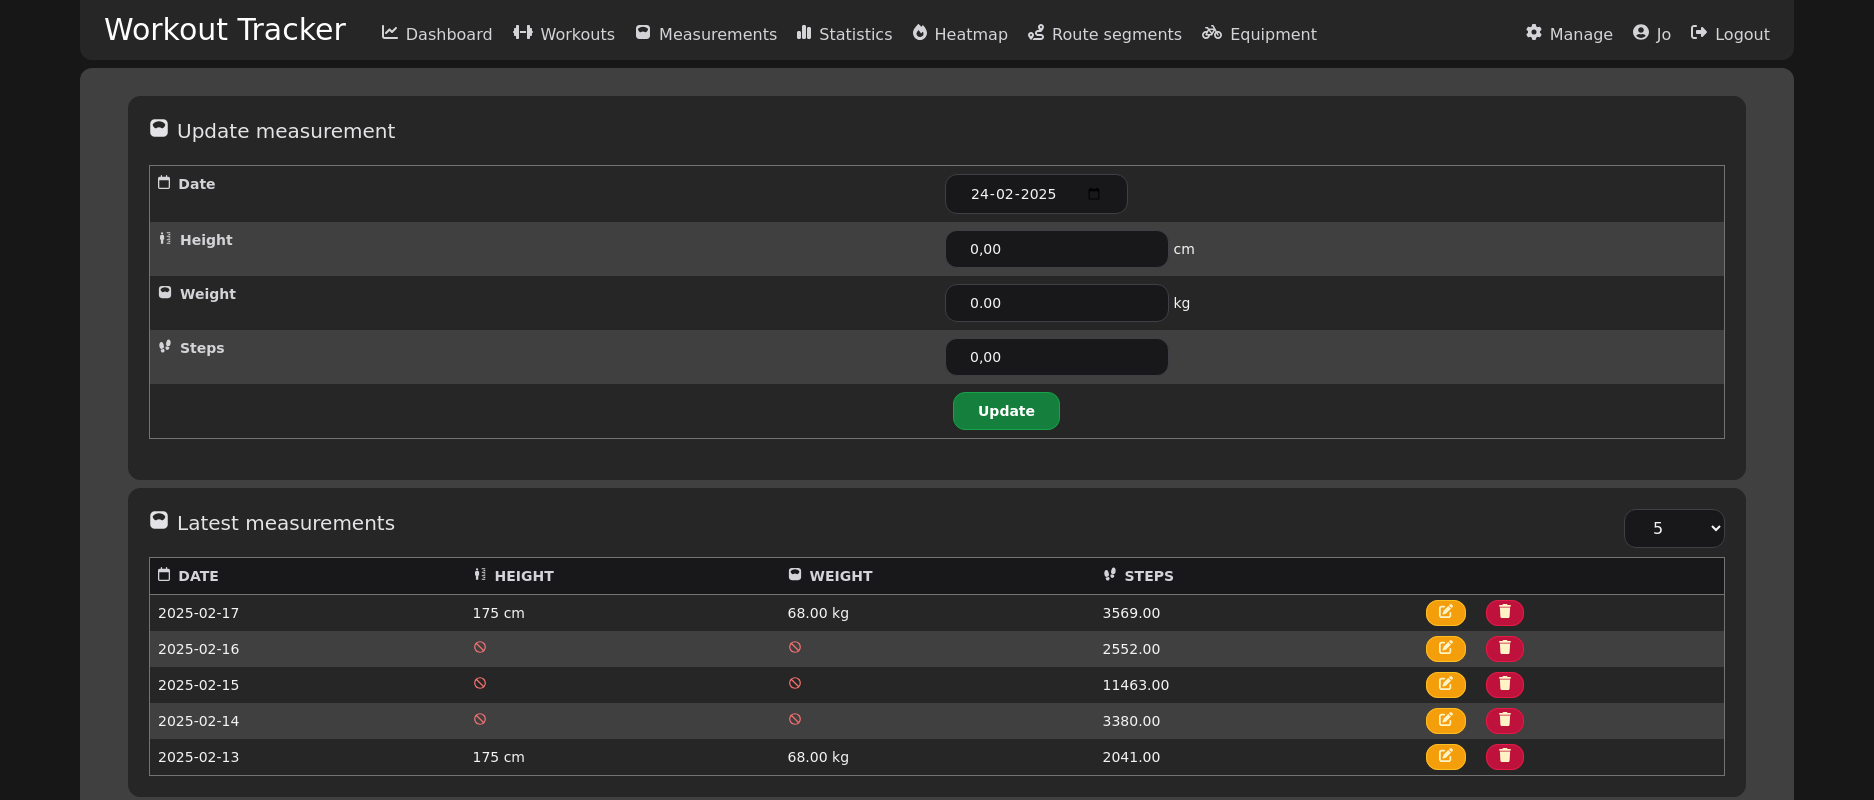 Workout Tracker Dashboard Workouts Measurements Statistics Heatmap Route segments Equipment Manage Jo Logout
Update measurement
Date 24-02-2025
Height 0,00 cm
Weight 0.00 kg
Steps 0,00
Update
Latest measurements 5
DATE HEIGHT WEIGHT STEPS
2025-02-17 175 cm 68.00 kg 3569.00
2025-02-16 2552.00
2025-02-15 11463.00
2025-02-14 3380.00
2025-02-13 175 cm 68.00 kg 2041.00